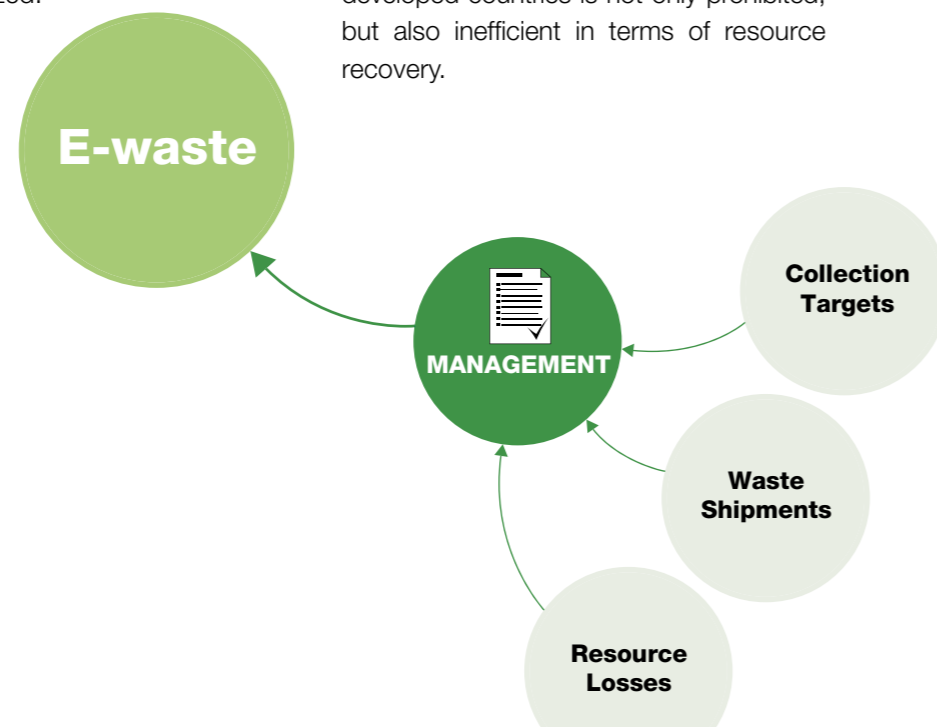 but also inefficient in terms of resource
recovery.
E-waste
MANAGEMENT
Collection
Targets
Waste
Shipments
Resource
Losses